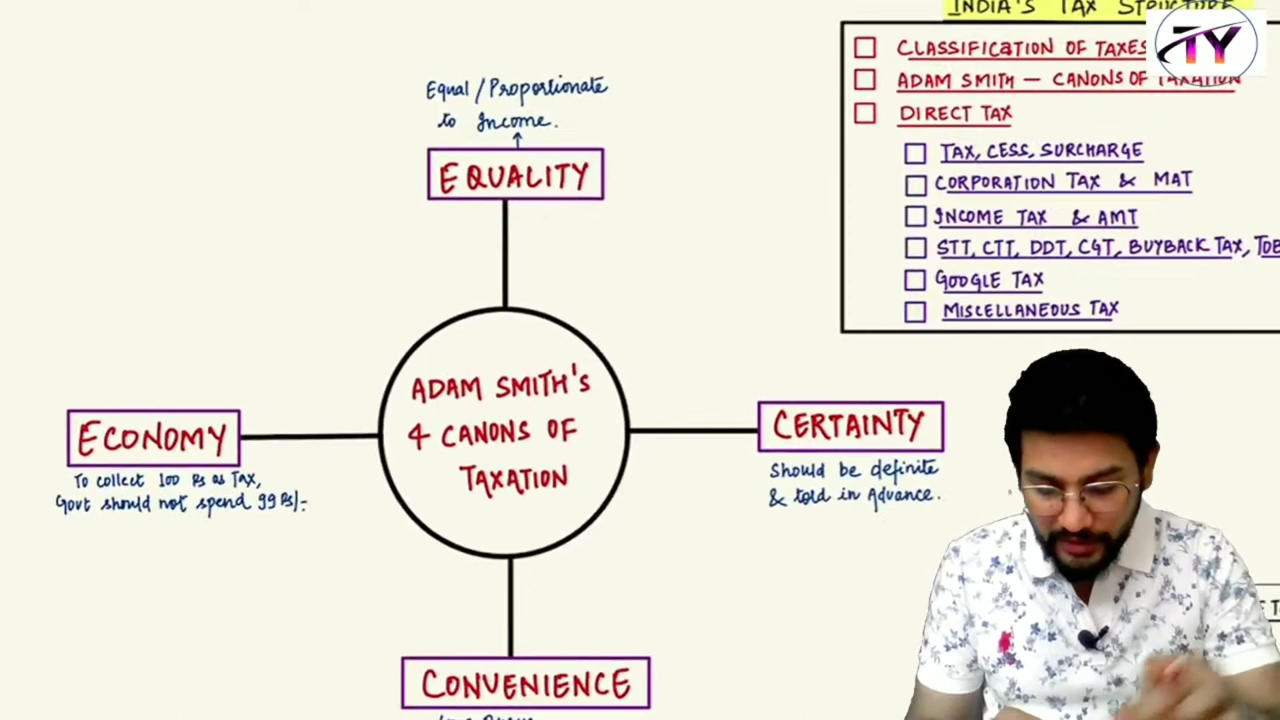 INDIA'S TAX STRUCTURE
TY
CLASSIFICATION OF TAXES
ADAM SMITH — CANONS OF TAXATION
DIRECT TAX
TAX, CESS, SURCHARGE
CORPORATION TAX & MAT
INCOME TAX & AMT
STT, CTT, DDT, CGT, BUYBACK TAX,
GOOGLE TAX
MISCELLANEOUS TAX
Equal / Proportionate
to Income.
EQUALITY
ADAM SMITH's
4 CANONS OF
TAXATION
ECONOMY
To collect 100 Rs as Tax,
Govt should not spend 99 Rs/-
CERTAINTY
Should be definite
& told in Advance.
CONVENIENCE